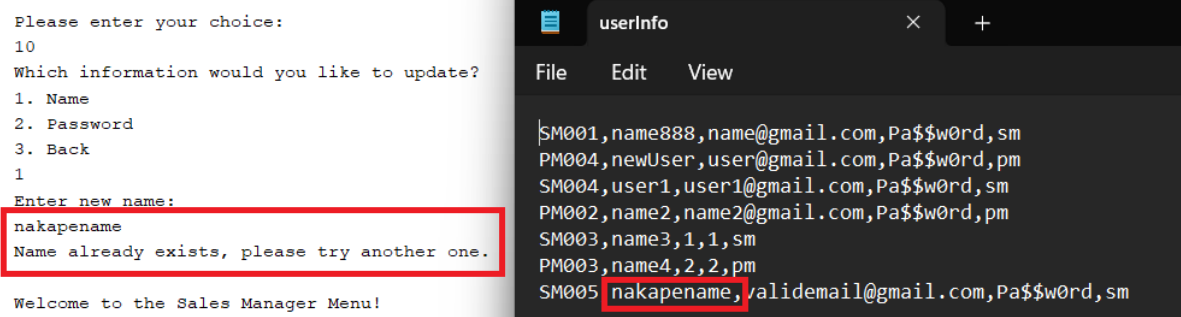 Please enter your choice:
10
Which information would you like to update?
1. Name
2. Password
3. Back
1
Enter new name:
nakapename
Name already exists, please try another one.
Welcome to the Sales Manager Menu!
userInfo
File Edit View
SM001,name888,name@gmail.com,Pa$$w0rd,sm
PM004,newUser,user@gmail.com,Pa$$w0rd,pm
SM004,user1,user1@gmail.com,Pa$$w0rd,sm
PM002,name2,name2@gmail.com,Pa$$w0rd,pm
SM003,name3,1,1,sm
PM003,name4,2,2,pm
SM005 nakapename,validemail@gmail.com,Pa$$w0rd,sm